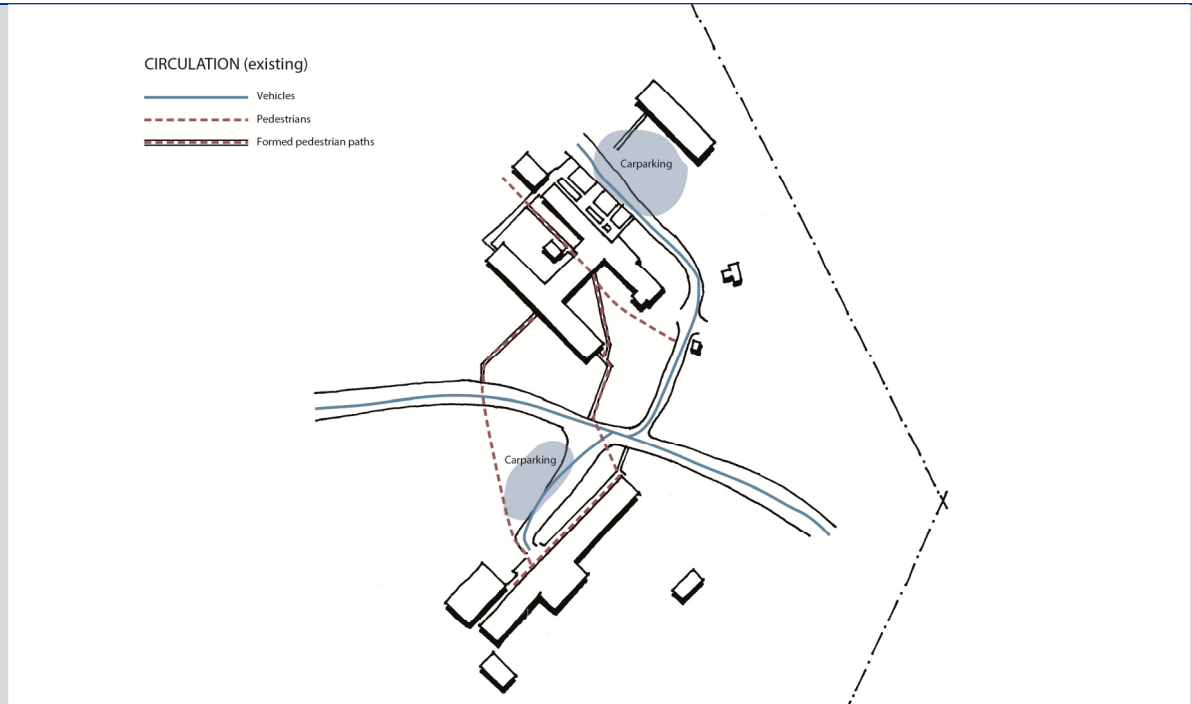 CIRCULATION (existing)
Vehicles
Pedestrians
Formed pedestrian paths
Carparking
Carparking